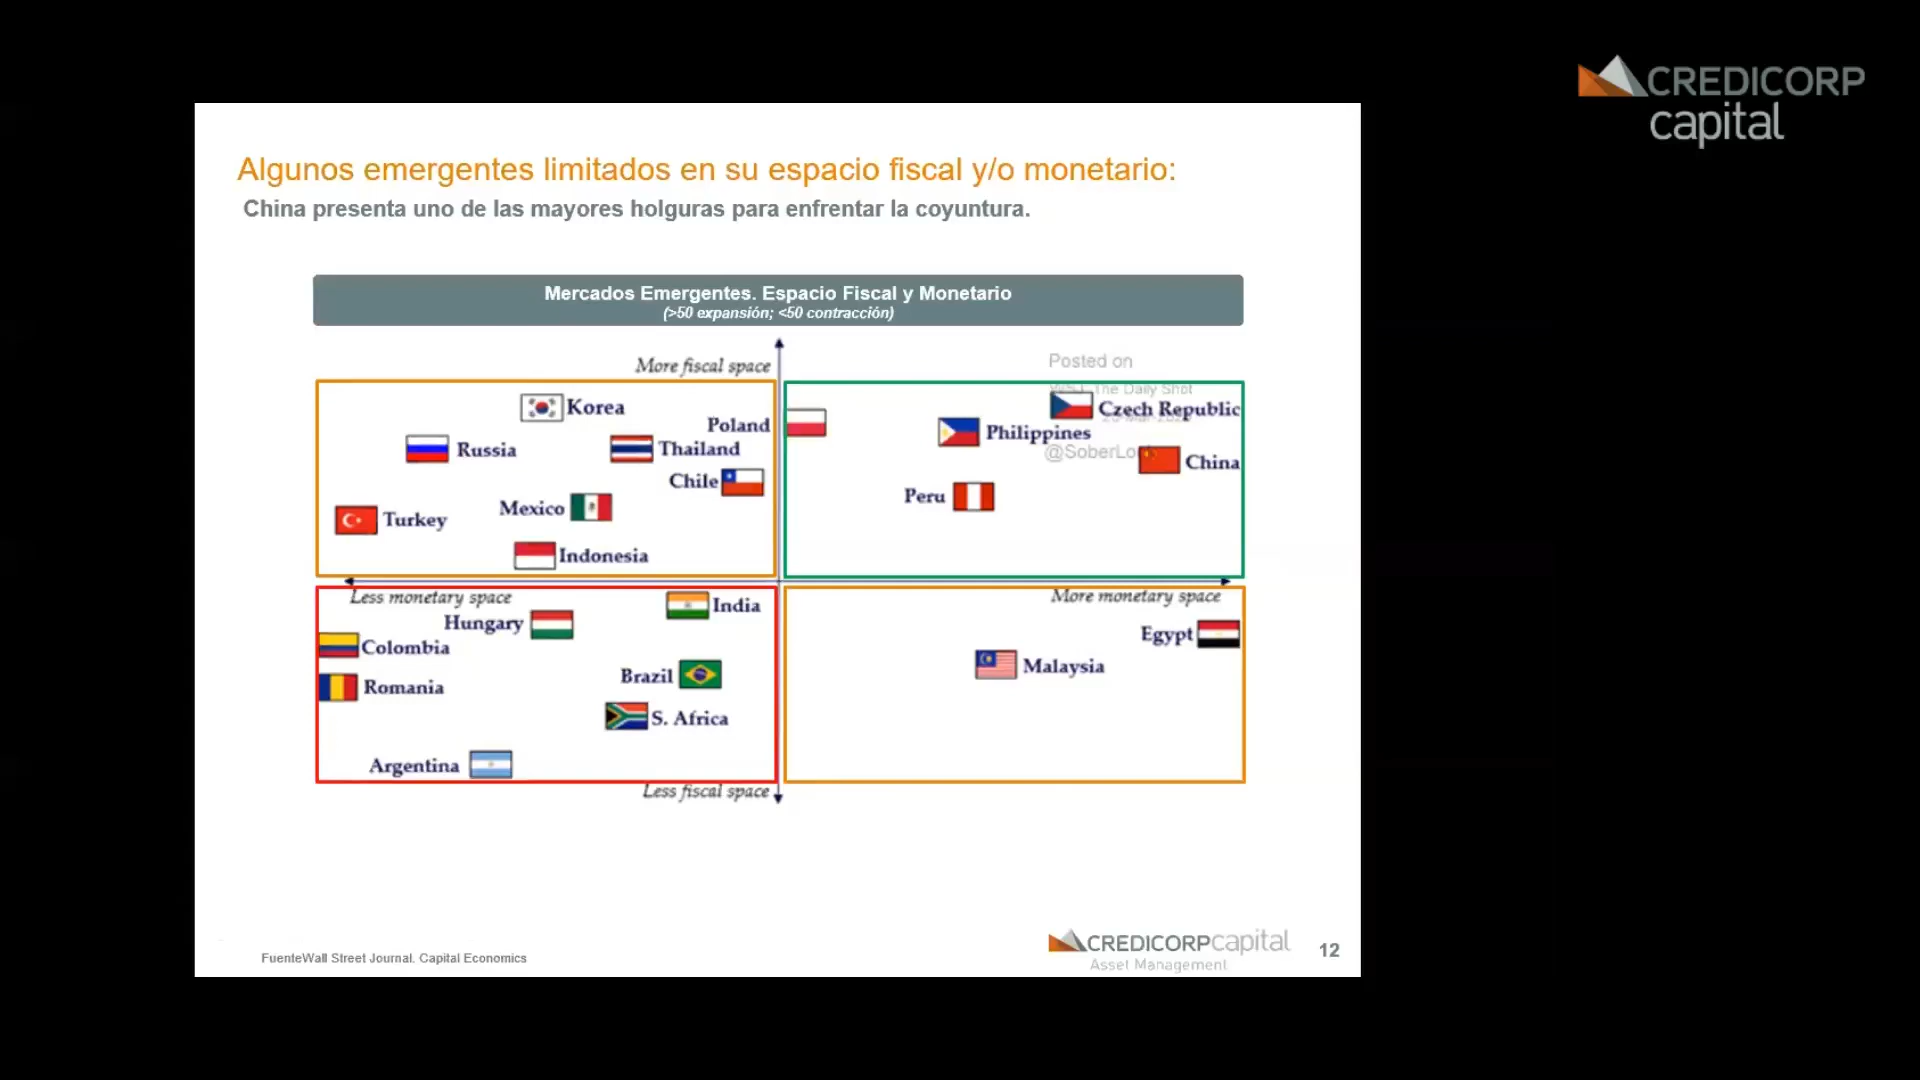 CREDICORP
capital
Algunos emergentes limitados en su espacio fiscal y/o monetario:
China presenta uno de las mayores holguras para enfrentar la coyuntura.
Mercados Emergentes. Espacio Fiscal y Monetario
(>50 expansión; <50 contracción)
More fiscal space
Posted on
WSJ: The Daily Shot
@SoberLo
Korea
Poland
Czech Republic
Philippines
Russia
Thailand
China
Chile
Peru
Mexico
Turkey
Indonesia
Less monetary space
More monetary space
India
Hungary
Egypt
Colombia
Malaysia
Brazil
Romania
S. Africa
Argentina
Less fiscal space
FuenteWall Street Journal. Capital Economics
CREDICORPcapital
Asset Management
12